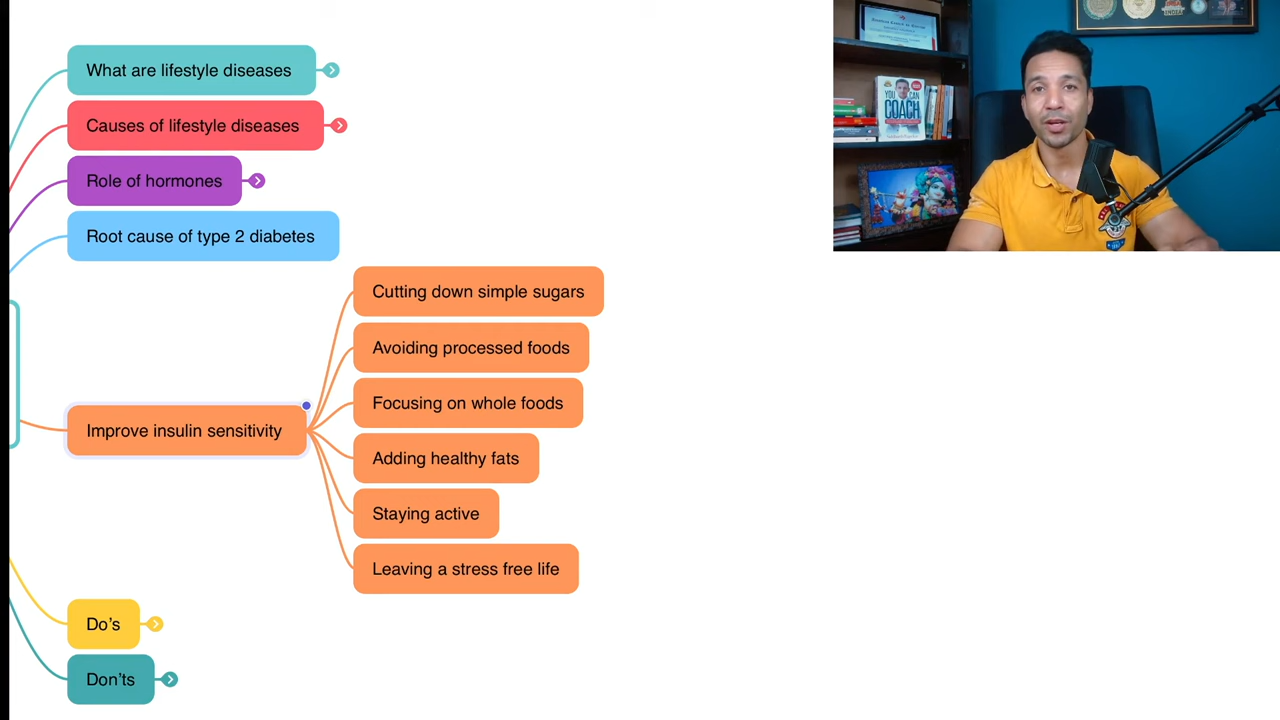 What are lifestyle diseases
Causes of lifestyle diseases
Role of hormones
Root cause of type 2 diabetes
Improve insulin sensitivity
Cutting down simple sugars
Avoiding processed foods
Focusing on whole foods
Adding healthy fats
Staying active
Leaving a stress free life
Do's
Don'ts
YOU CAN
COACH